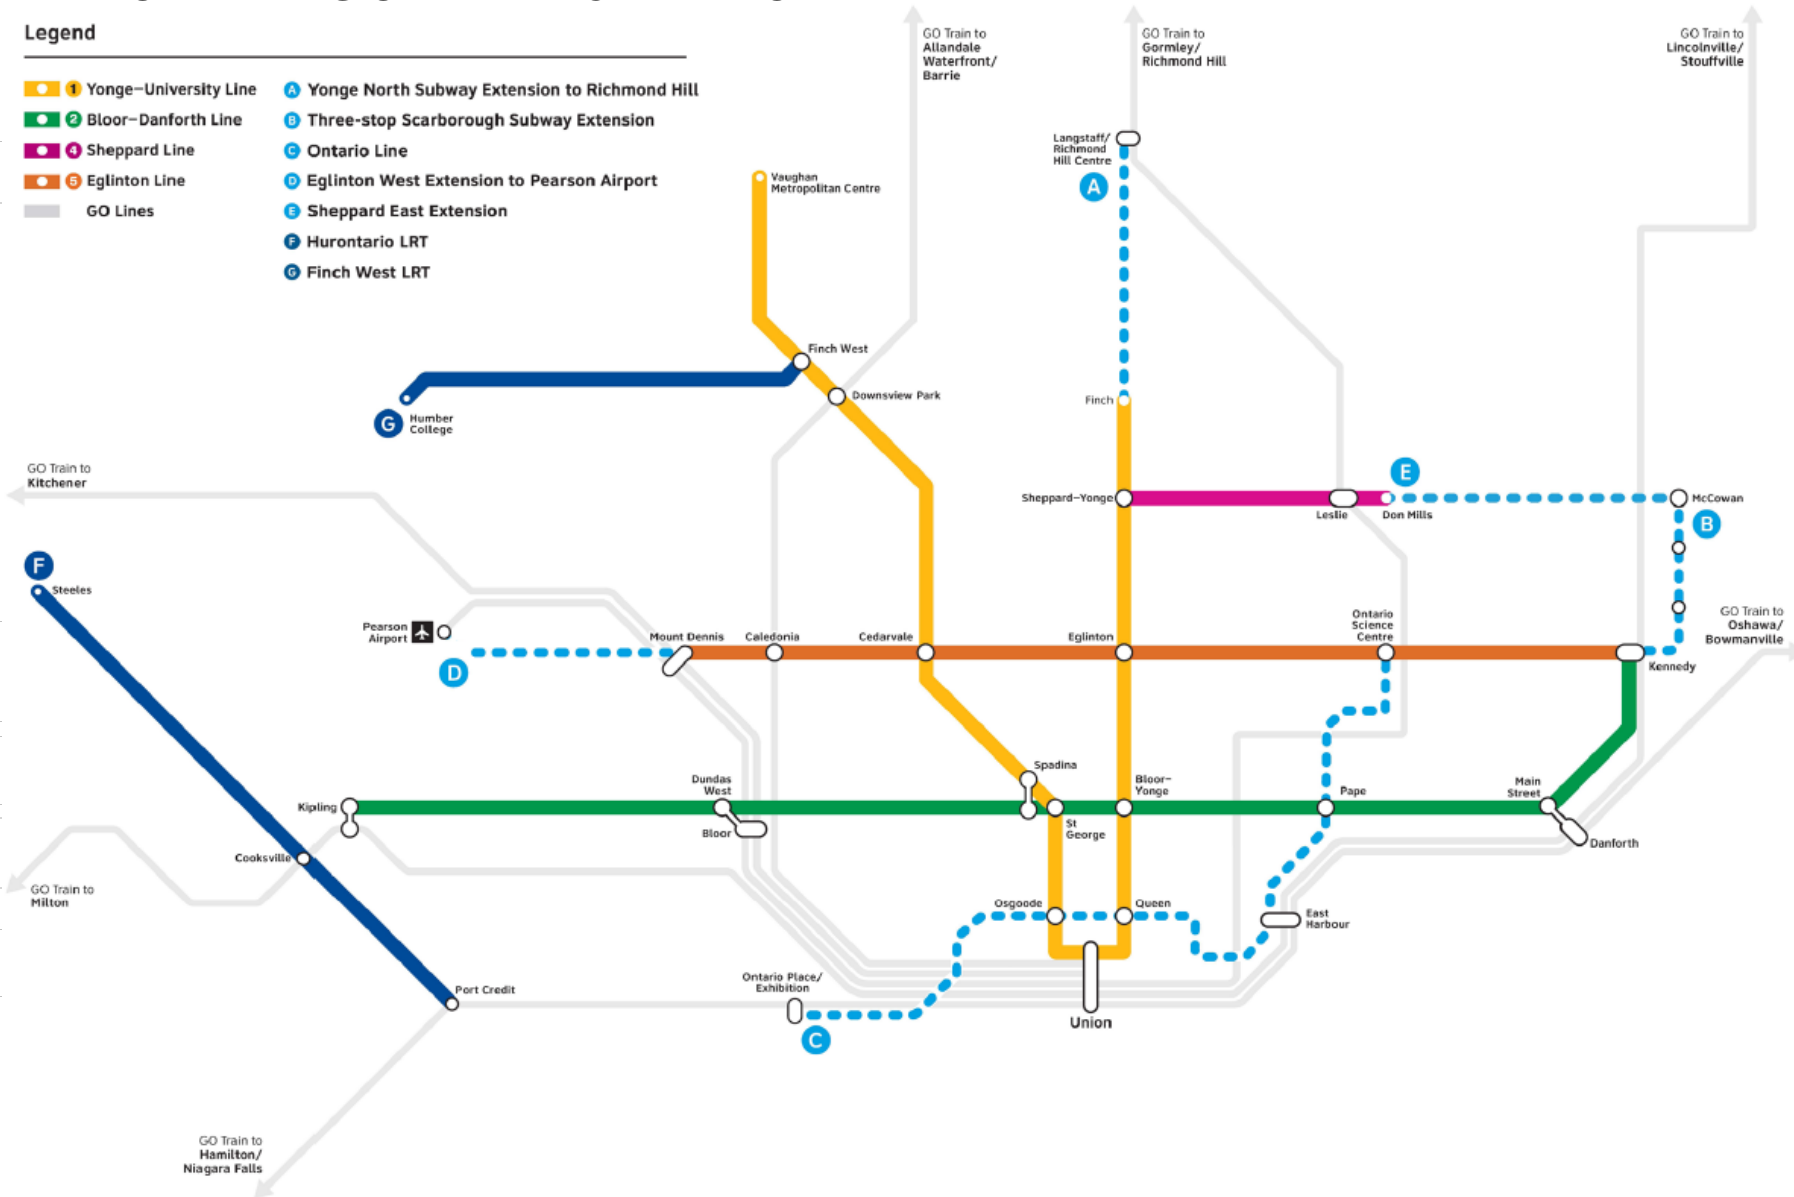 Legend
1 Yonge–University Line
2 Bloor–Danforth Line
4 Sheppard Line
5 Eglinton Line
GO Lines
A Yonge North Subway Extension to Richmond Hill
B Three-stop Scarborough Subway Extension
C Ontario Line
D Eglinton West Extension to Pearson Airport
E Sheppard East Extension
F Hurontario LRT
G Finch West LRT
GO Train to
Allandale
Waterfront/
Barrie
GO Train to
Gormley/
Richmond Hill
GO Train to
Lincolnville/
Stouffville
Langstaff/
Richmond
Hill Centre
A
Vaughan
Metropolitan Centre
Finch West
Downsview Park
G
Humber
College
Finch
GO Train to
Kitchener
Sheppard–Yonge
Leslie
E
Don Mills
McCowan
B
F
Steeles
Pearson
Airport
D
Mount Dennis
Caledonia
Cedarvale
Eglinton
Ontario
Science
Centre
Kennedy
GO Train to
Oshawa/
Bowmanville
Kipling
Dundas
West
Bloor
Spadina
St
George
Bloor–
Yonge
Pape
Main
Street
Danforth
Cooksville
GO Train to
Milton
Osgoode
Queen
East
Harbour
Port Credit
Ontario Place/
Exhibition
C
Union
GO Train to
Hamilton/
Niagara Falls